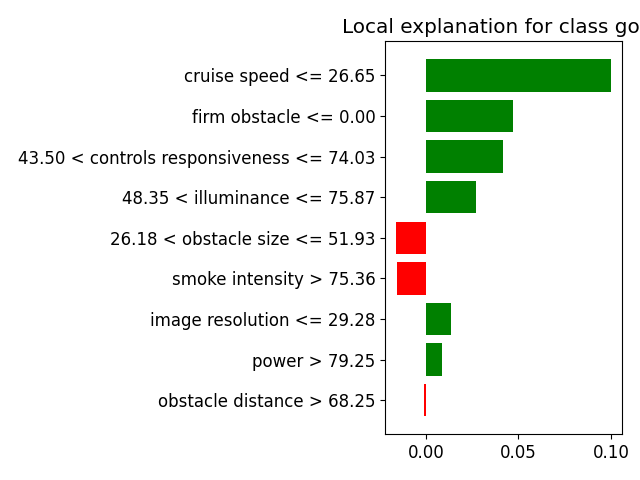 Local explanation for class go
cruise speed <= 26.65
firm obstacle <= 0.00
43.50 < controls responsiveness <= 74.03
48.35 < illuminance <= 75.87
26.18 < obstacle size <= 51.93
smoke intensity > 75.36
image resolution <= 29.28
power > 79.25
obstacle distance > 68.25
0.00 0.05 0.10